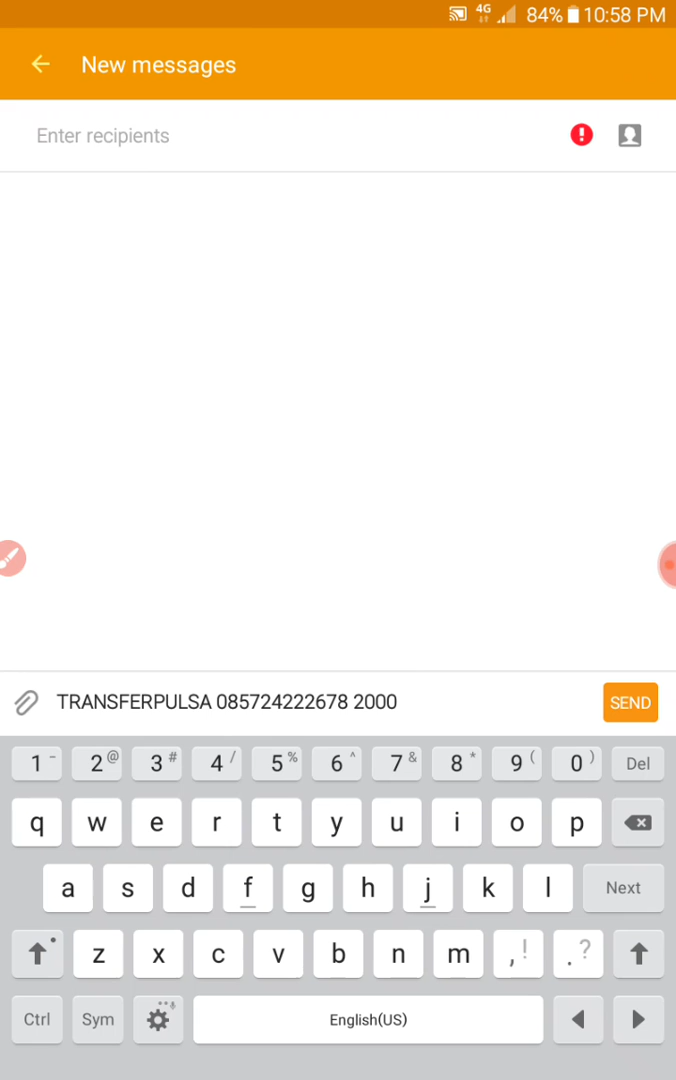 4G 84% 10:58 PM
New messages
Enter recipients
TRANSFERPULSA 085724222678 2000 SEND
1 - 2 @ 3 # 4 / 5 % 6 ^ 7 & 8 * 9 ( 0 ) Del
q w e r t y u i o p
a s d f g h j k l Next
z x c v b n m , ! . ?
Ctrl Sym English(US)